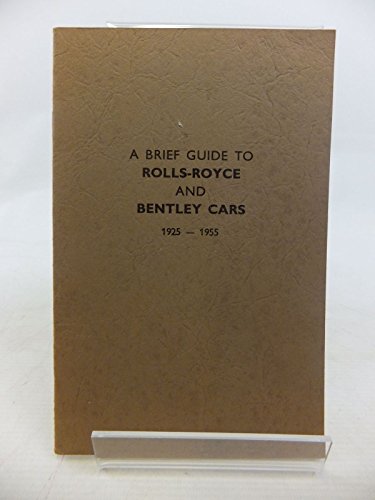 A BRIEF GUIDE TO
ROLLS-ROYCE
AND
BENTLEY CARS
1925 — 1955